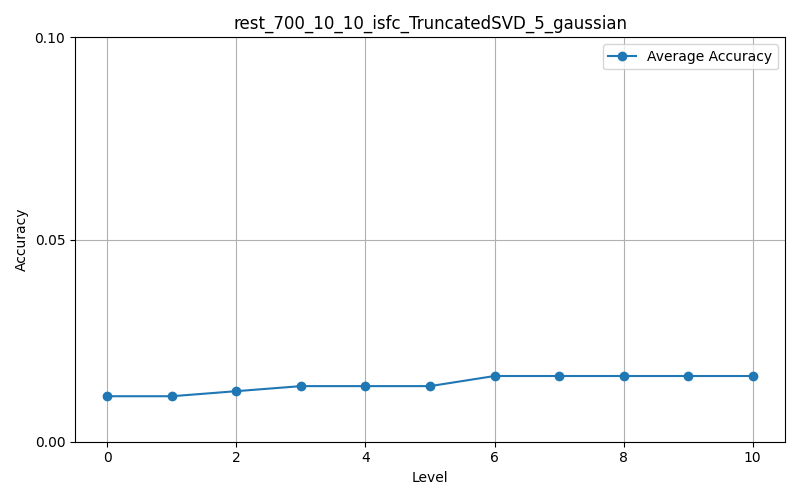 rest_700_10_10_isfc_TruncatedSVD_5_gaussian
Average Accuracy
0.10
0.05
0.00
Accuracy
0 2 4 6 8 10
Level